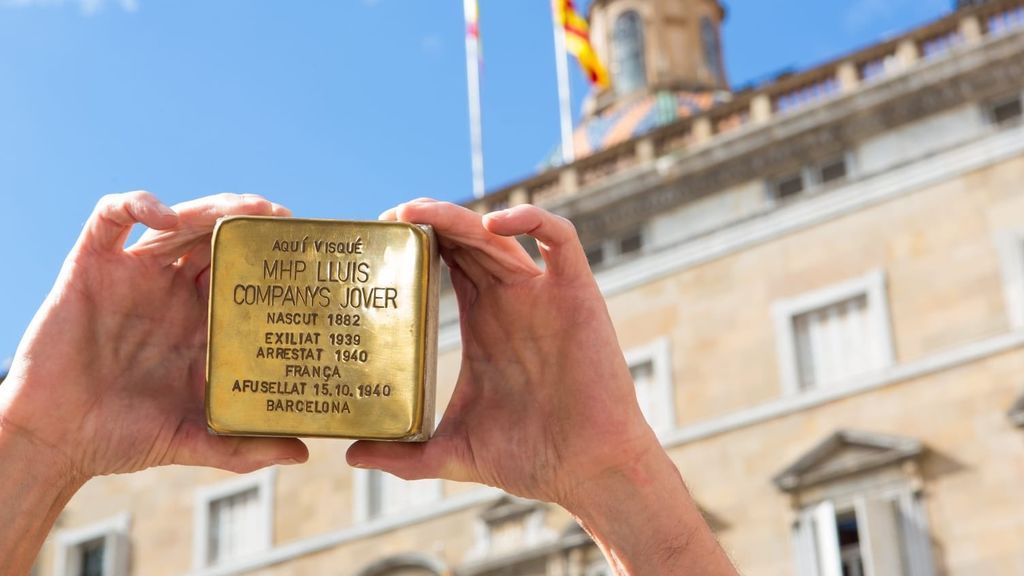 AQUÍ VISQUÉ
MHP LLUIS
COMPANYS JOVER
NASCUT 1882
EXILIAT 1939
ARRESTAT 1940
FRANÇA
AFUSELLAT 15.10.1940
BARCELONA